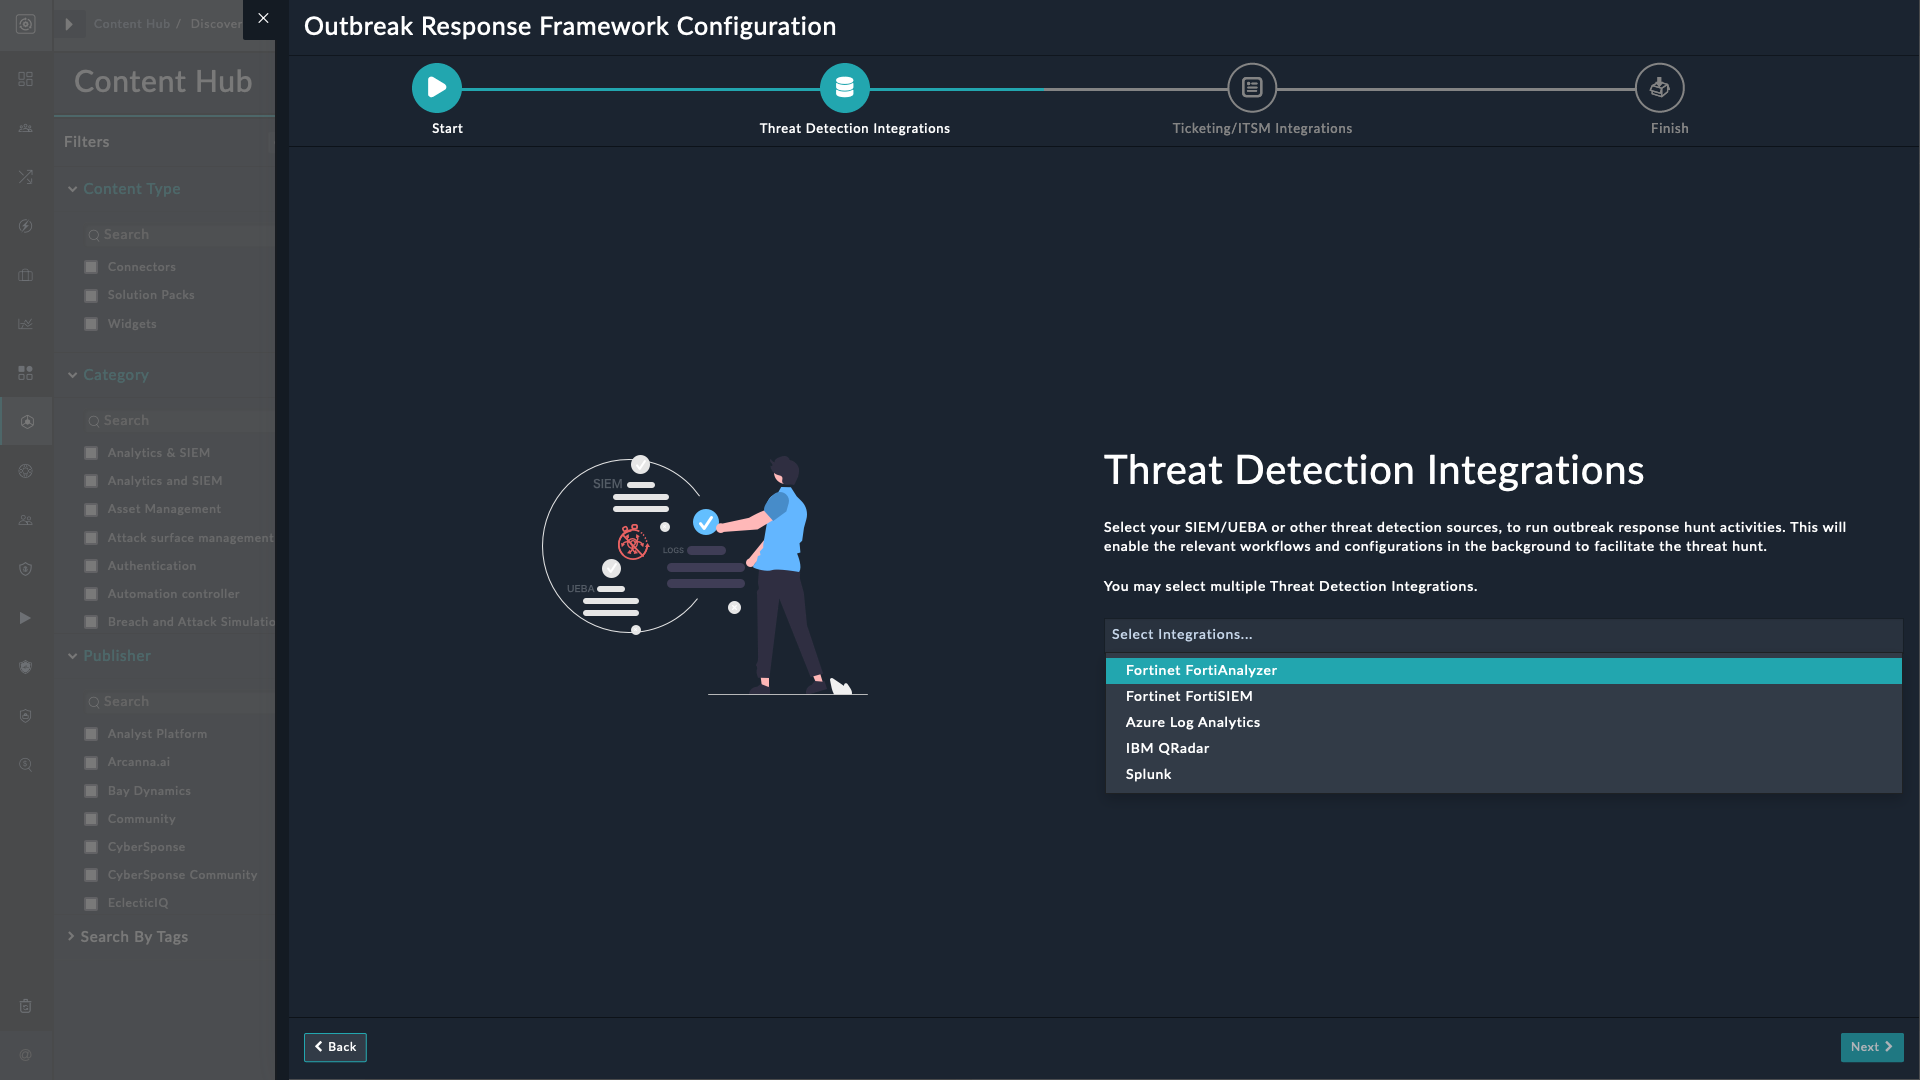 Content Hub / Discover
Content Hub
Filters
Content Type
Search
Connectors
Solution Packs
Widgets
Category
Search
Analytics & SIEM
Analytics and SIEM
Asset Management
Attack surface management
Authentication
Automation controller
Breach and Attack Simulatio
Publisher
Search
Analyst Platform
Arcanna.ai
Bay Dynamics
Community
CyberSponse
CyberSponse Community
EclecticIQ
Search By Tags
Outbreak Response Framework Configuration
Start
Threat Detection Integrations
Ticketing/ITSM Integrations
Finish
SIEM
LOGS
UEBA
Threat Detection Integrations
Select your SIEM/UEBA or other threat detection sources, to run outbreak response hunt activities. This will
enable the relevant workflows and configurations in the background to facilitate the threat hunt.
You may select multiple Threat Detection Integrations.
Select Integrations...
Fortinet FortiAnalyzer
Fortinet FortiSIEM
Azure Log Analytics
IBM QRadar
Splunk
Back
Next